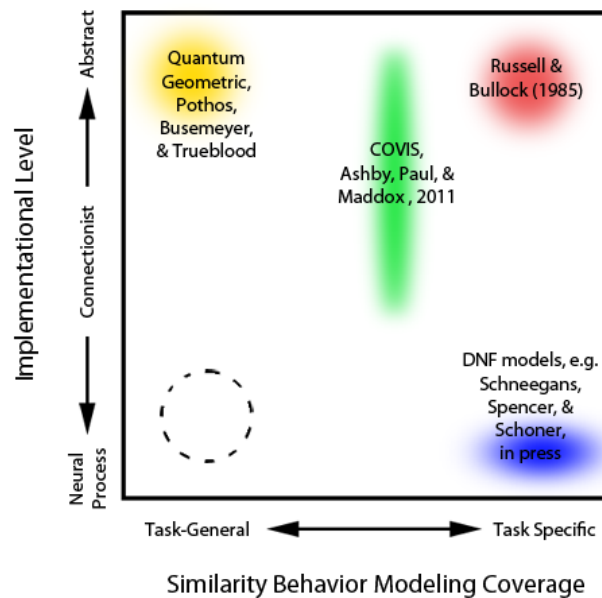 Implementational Level
Abstract
Connectionist
Neural
Process
Quantum
Geometric,
Pothos,
Busemeyer,
& Trueblood
COVIS,
Ashby, Paul, &
Maddox , 2011
Russell &
Bullock (1985)
DNF models, e.g.
Schneegans,
Spencer, &
Schoner,
in press
Task-General
Task Specific
Similarity Behavior Modeling Coverage